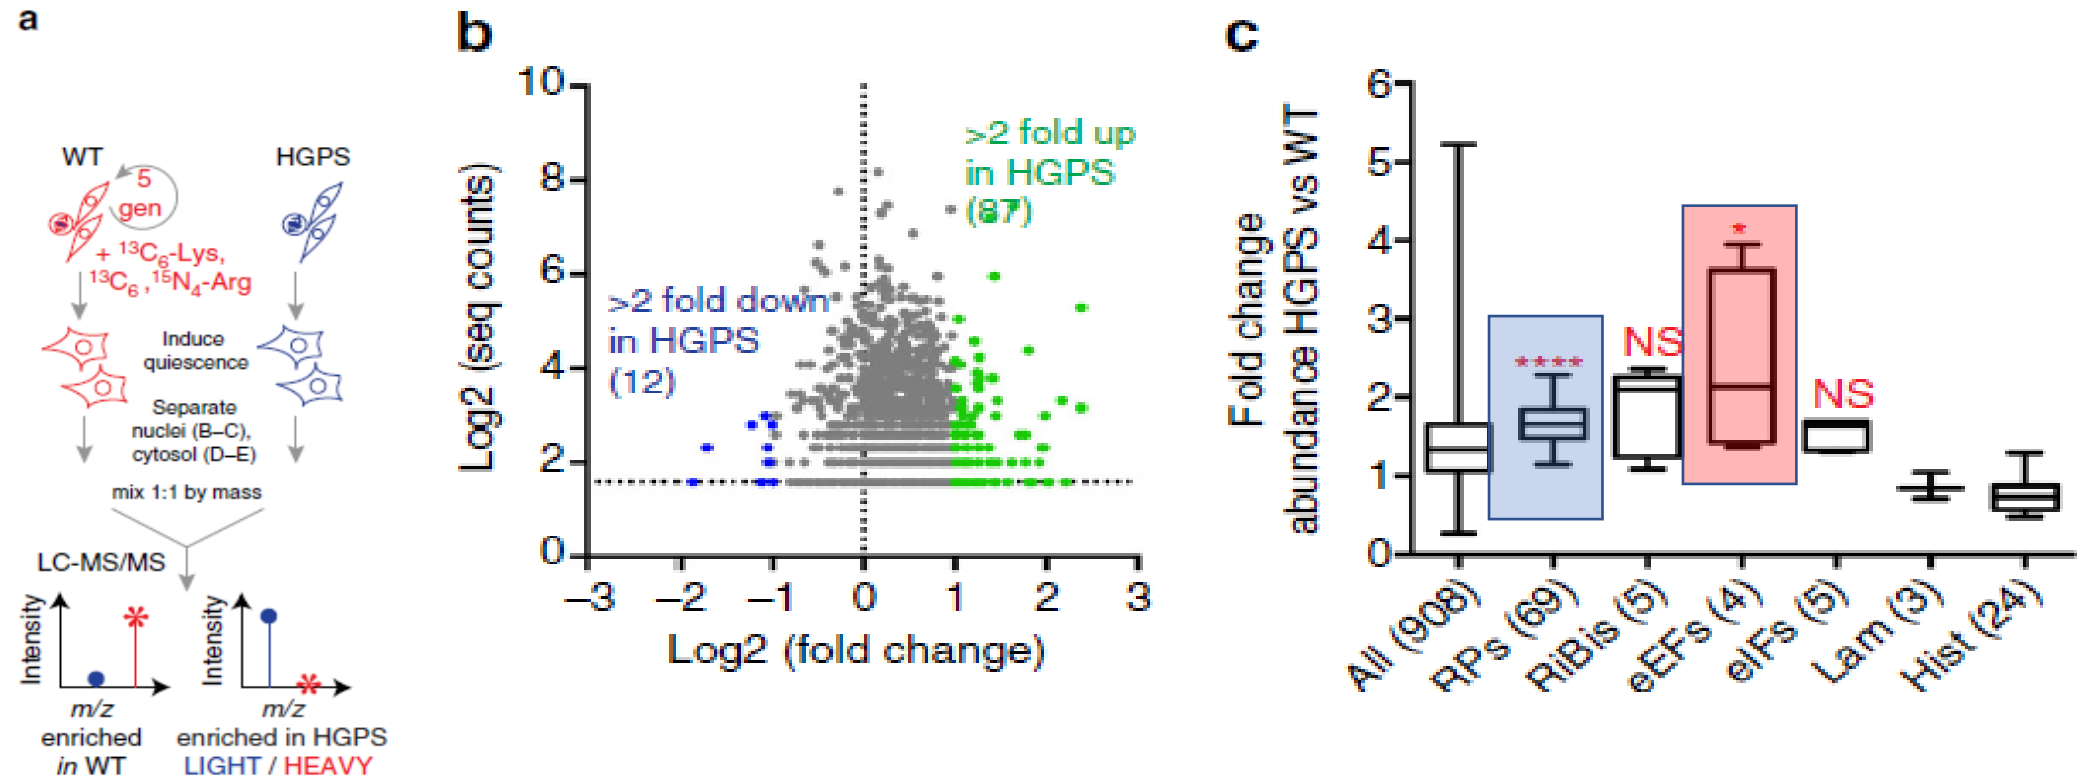 a
WT
HGPS
5
gen
+ ¹³C₆-Lys,
¹³C₆,¹⁵N₄-Arg
Induce
quiescence
Separate
nuclei (B–C),
cytosol (D–E)
mix 1:1 by mass
LC-MS/MS
Intensity
m/z
enriched
in WT
Intensity
m/z
enriched in HGPS
LIGHT / HEAVY
b
Log2 (seq counts)
10
8
6
4
2
0
>2 fold up
in HGPS
(87)
>2 fold down
in HGPS
(12)
−3 −2 −1 0 1 2 3
Log2 (fold change)
c
Fold change
abundance HGPS vs WT
6
5
4
3
2
1
0
****
NS
*
NS
All (908)
RPs (69)
RiBis (5)
eEFs (4)
eIFs (5)
Lam (3)
Hist (24)